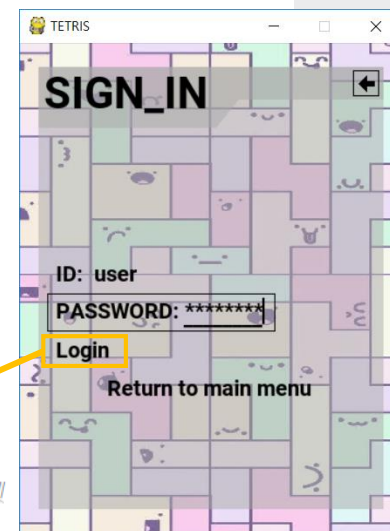 TETRIS
SIGN_IN
ID: user
PASSWORD: ********
Login
Return to main menu